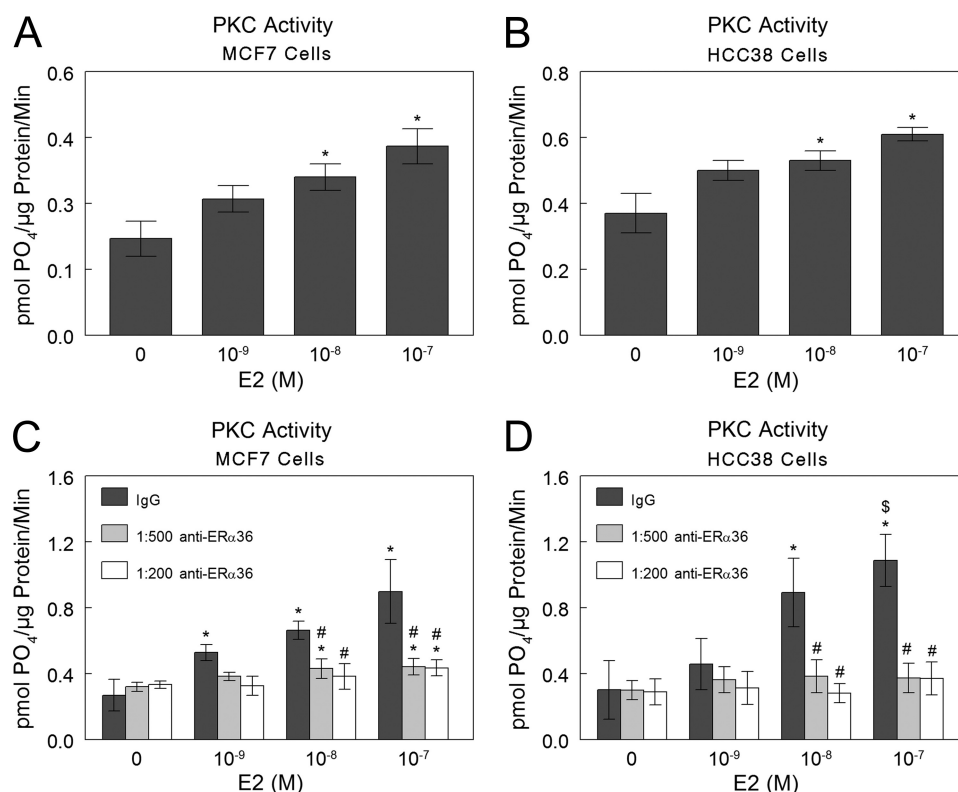 A
PKC Activity
MCF7 Cells
pmol PO4/µg Protein/Min
0.6
0.4
0.3
0.1
0.0
*
*
0
10-9
10-8
10-7
E2 (M)
B
PKC Activity
HCC38 Cells
pmol PO4/µg Protein/Min
0.8
0.6
0.4
0.2
0.0
*
*
0
10-9
10-8
10-7
E2 (M)
C
PKC Activity
MCF7 Cells
pmol PO4/µg Protein/Min
1.6
1.2
0.8
0.4
0.0
IgG
1:500 anti-ERα36
1:200 anti-ERα36
*
*
#
*
#
*
#
*
#
*
0
10-9
10-8
10-7
E2 (M)
D
PKC Activity
HCC38 Cells
pmol PO4/µg Protein/Min
1.6
1.2
0.8
0.4
0.0
IgG
1:500 anti-ERα36
1:200 anti-ERα36
*
#
#
$
*
#
#
0
10-9
10-8
10-7
E2 (M)